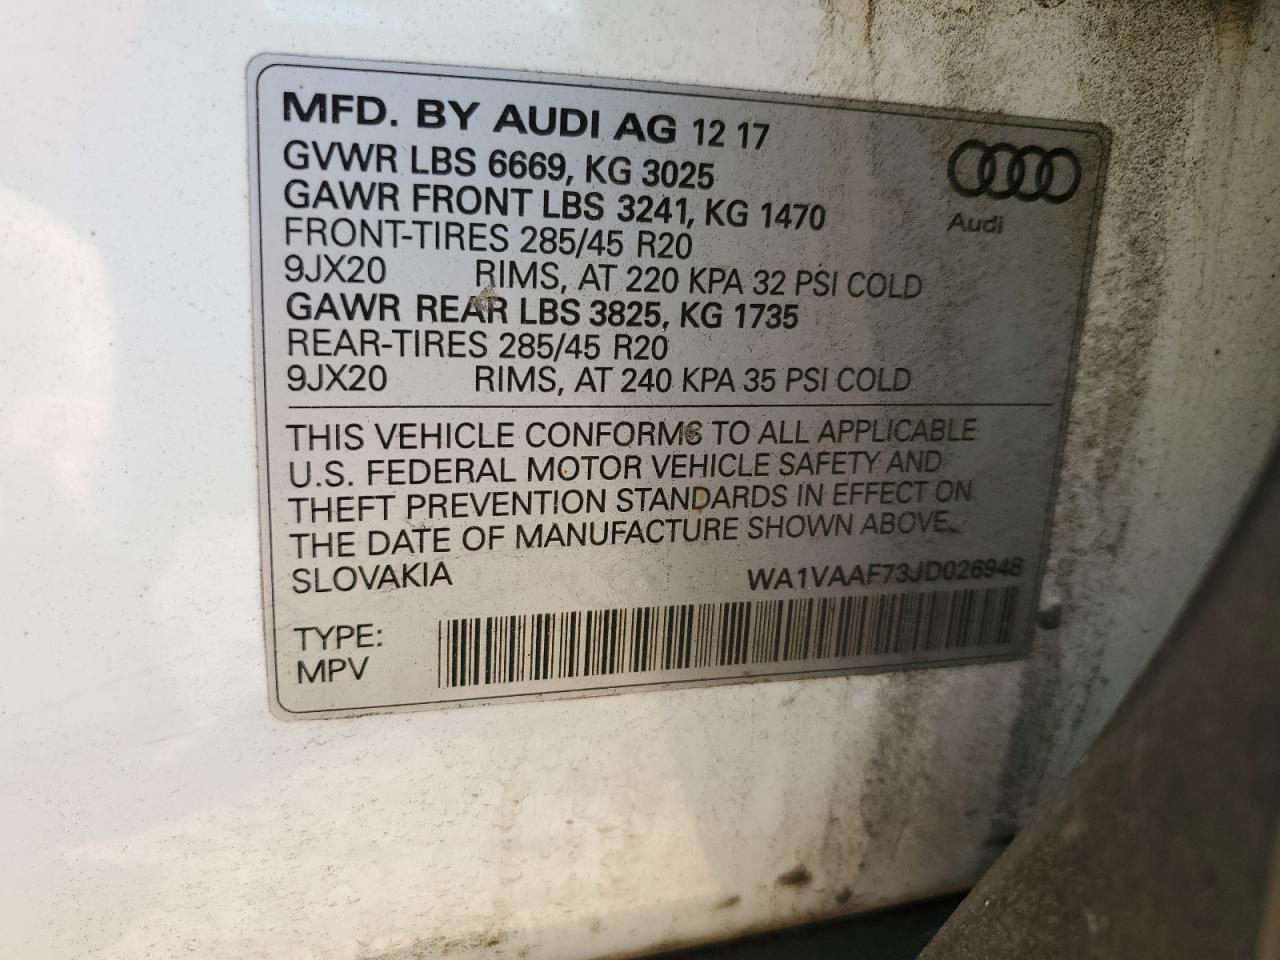 MFD. BY AUDI AG 12 17
GVWR LBS 6669, KG 3025
GAWR FRONT LBS 3241, KG 1470
FRONT-TIRES 285/45 R20
9JX20 RIMS, AT 220 KPA 32 PSI COLD
GAWR REAR LBS 3825, KG 1735
REAR-TIRES 285/45 R20
9JX20 RIMS, AT 240 KPA 35 PSI COLD
Audi
THIS VEHICLE CONFORMS TO ALL APPLICABLE
U.S. FEDERAL MOTOR VEHICLE SAFETY AND
THEFT PREVENTION STANDARDS IN EFFECT ON
THE DATE OF MANUFACTURE SHOWN ABOVE.
SLOVAKIA WA1VAAF73JD026948
TYPE:
MPV